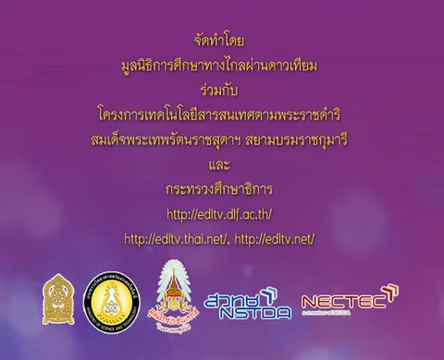 จัดทำโดย
มูลนิธิการศึกษาทางไกลผ่านดาวเทียม
ร่วมกับ
โครงการเทคโนโลยีสารสนเทศตามพระราชดำริ
สมเด็จพระเทพรัตนราชสุดาฯ สยามบรมราชกุมารี
และ
กระทรวงศึกษาธิการ
http://edltv.dlf.ac.th/
http://edltv.thai.net/, http://edltv.net/
สวทช
NSTDA
NECTEC
a member of NSTDA